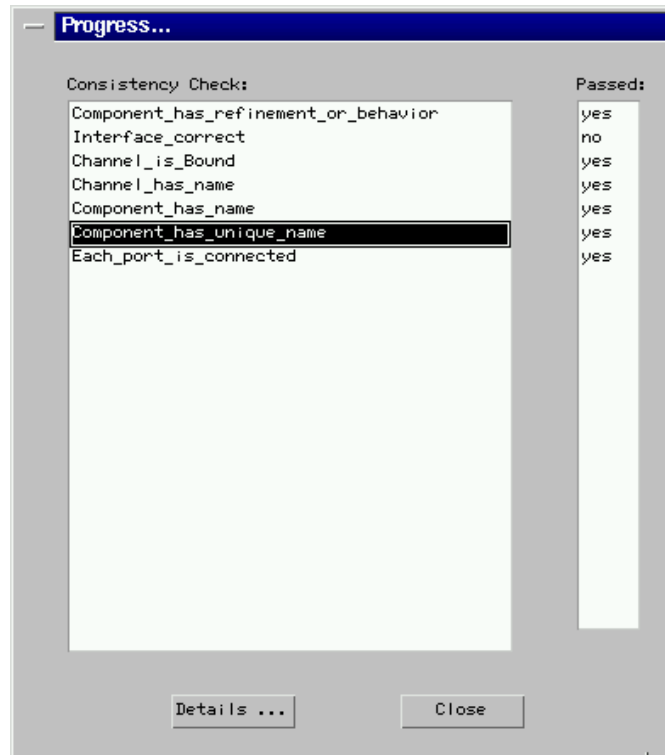 Progress...
Consistency Check: Passed:
Component_has_refinement_or_behavior yes
Interface_correct no
Channel_is_Bound yes
Channel_has_name yes
Component_has_name yes
Component_has_unique_name yes
Each_port_is_connected yes
Details ... Close